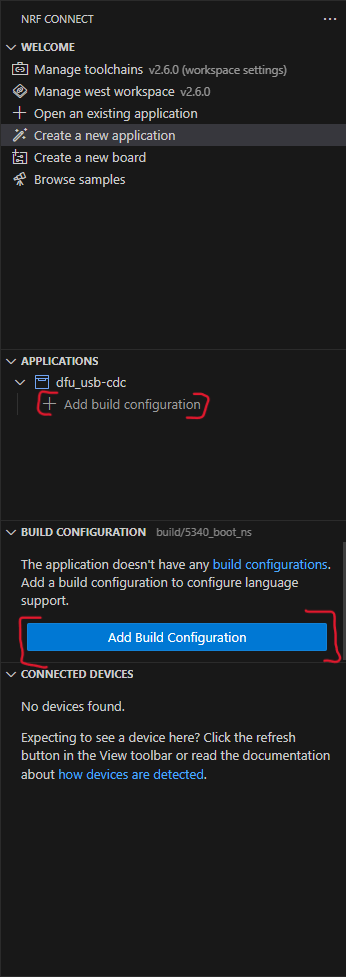 NRF CONNECT
WELCOME
Manage toolchains v2.6.0 (workspace settings)
Manage west workspace v2.6.0
Open an existing application
Create a new application
Create a new board
Browse samples
APPLICATIONS
dfu_usb-cdc
Add build configuration
BUILD CONFIGURATION build/5340_boot_ns
The application doesn't have any build configurations.
Add a build configuration to configure language
support.
Add Build Configuration
CONNECTED DEVICES
No devices found.
Expecting to see a device here? Click the refresh
button in the View toolbar or read the documentation
about how devices are detected.